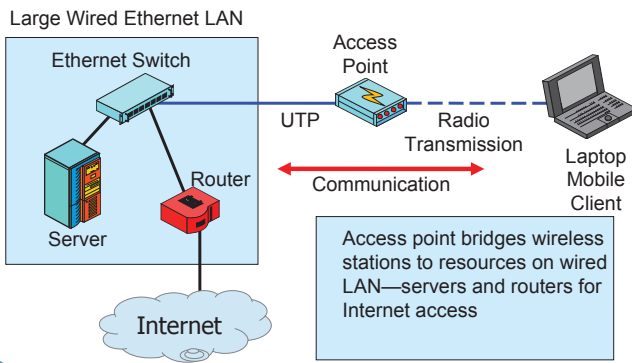 Large Wired Ethernet LAN
Ethernet Switch
Access
Point
UTP
Radio
Transmission
Router
Communication
Laptop
Mobile
Client
Server
Access point bridges wireless
stations to resources on wired
LAN—servers and routers for
Internet access
Internet